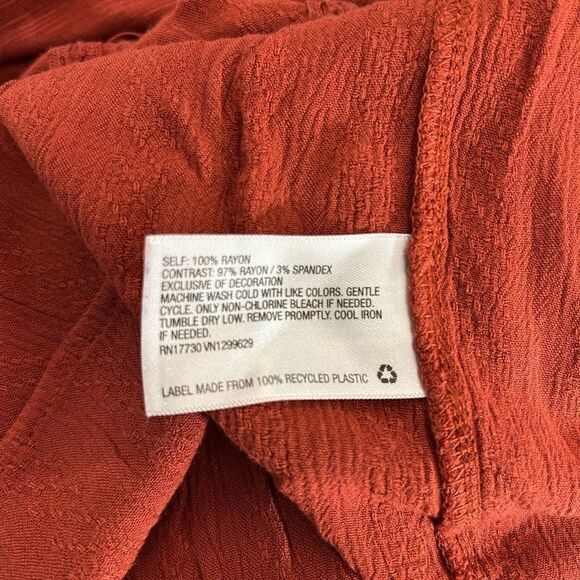 SELF: 100% RAYON
CONTRAST: 97% RAYON / 3% SPANDEX
EXCLUSIVE OF DECORATION
MACHINE WASH COLD WITH LIKE COLORS. GENTLE
CYCLE. ONLY NON-CHLORINE BLEACH IF NEEDED.
TUMBLE DRY LOW. REMOVE PROMPTLY. COOL IRON
IF NEEDED.
RN17730 VN1299629
LABEL MADE FROM 100% RECYCLED PLASTIC